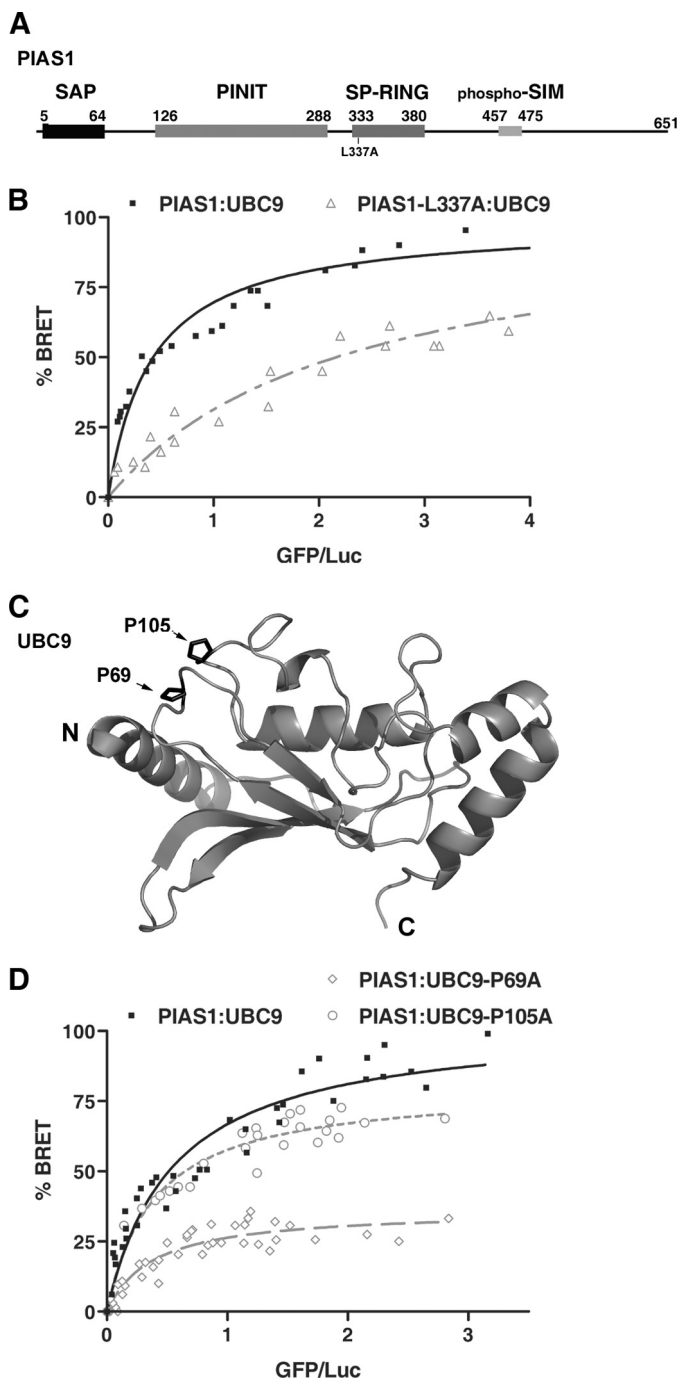 A
PIAS1
SAP PINIT SP-RING phospho-SIM
5 64 126 288 333 380 457 475 651
L337A
B
PIAS1:UBC9 PIAS1-L337A:UBC9
100
75
50
25
0
% BRET
0 1 2 3 4
GFP/Luc
C
UBC9
P105
P69
N
C
D
PIAS1:UBC9-P69A
PIAS1:UBC9 PIAS1:UBC9-P105A
100
75
50
25
0
% BRET
0 1 2 3
GFP/Luc